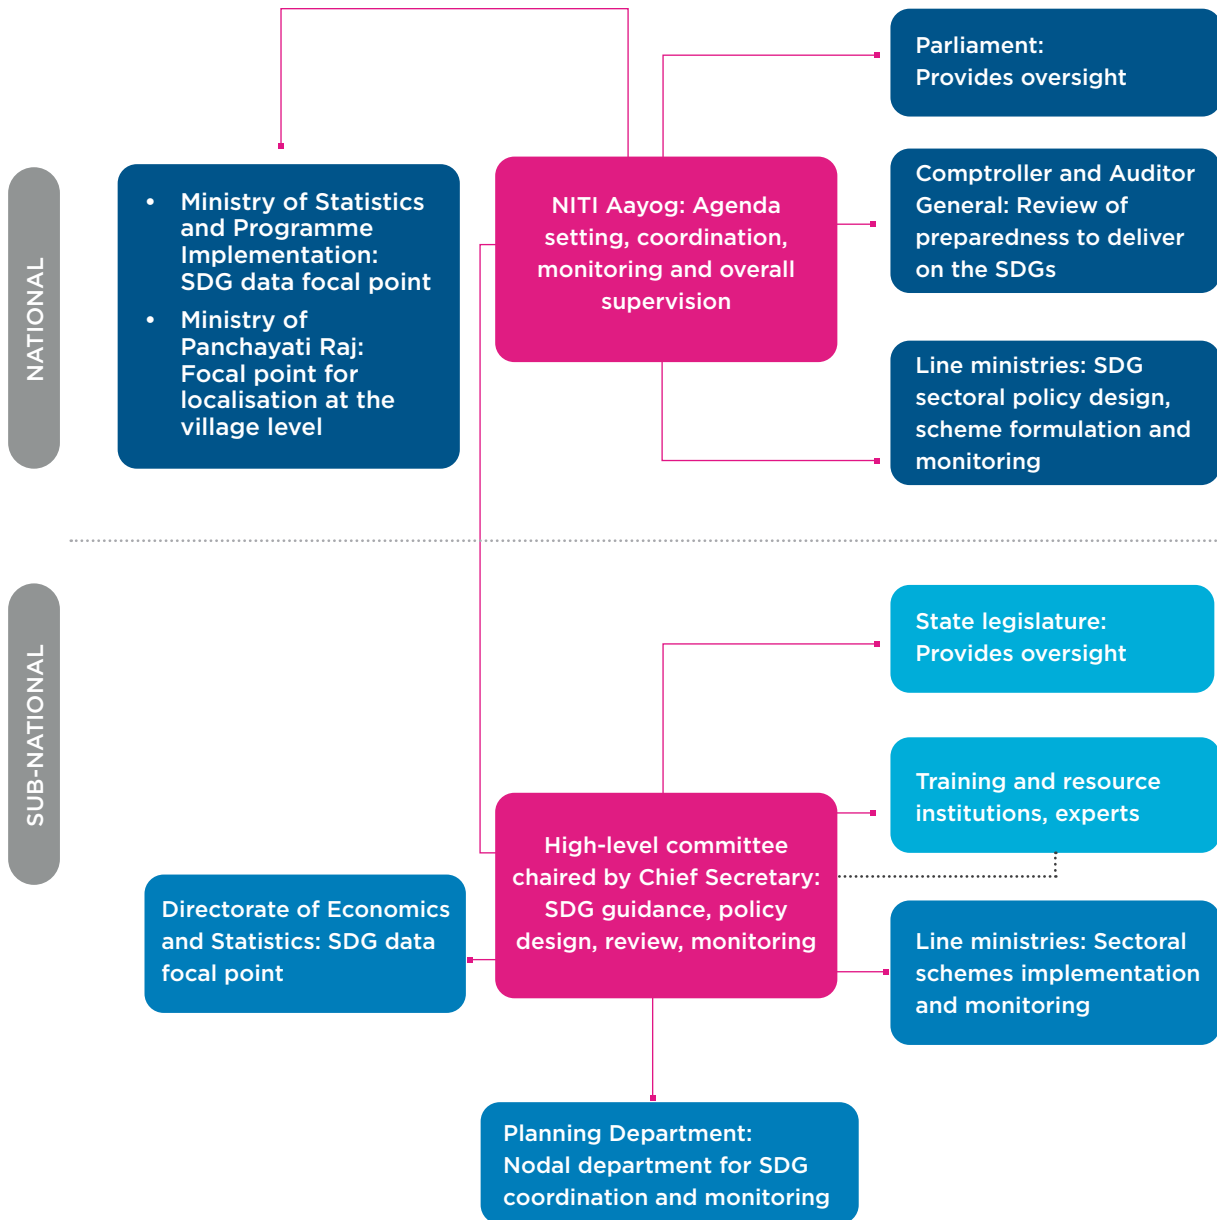 NATIONAL
• Ministry of Statistics
and Programme
Implementation:
SDG data focal point
• Ministry of
Panchayati Raj:
Focal point for
localisation at the
village level
NITI Aayog: Agenda
setting, coordination,
monitoring and overall
supervision
Parliament:
Provides oversight
Comptroller and Auditor
General: Review of
preparedness to deliver
on the SDGs
Line ministries: SDG
sectoral policy design,
scheme formulation and
monitoring
SUB-NATIONAL
State legislature:
Provides oversight
Training and resource
institutions, experts
High-level committee
chaired by Chief Secretary:
SDG guidance, policy
design, review, monitoring
Directorate of Economics
and Statistics: SDG data
focal point
Line ministries: Sectoral
schemes implementation
and monitoring
Planning Department:
Nodal department for SDG
coordination and monitoring